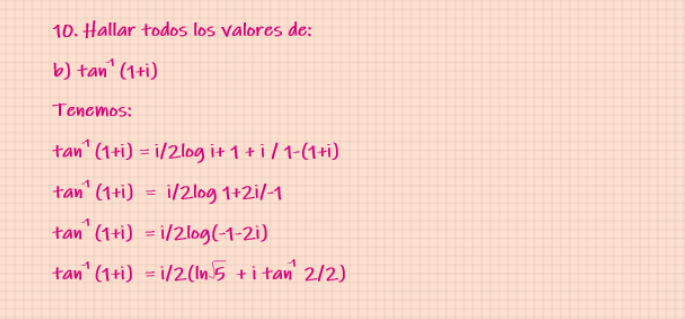 10. Hallar todos los valores de:
b) tan⁻¹ (1+i)
Tenemos:
tan⁻¹ (1+i) = i/2log i+ 1 + i / 1-(1+i)
tan⁻¹ (1+i) = i/2log 1+2i/-1
tan⁻¹ (1+i) = i/2log(-1-2i)
tan⁻¹ (1+i) = i/2(ln√5 + i tan⁻¹ 2/2)